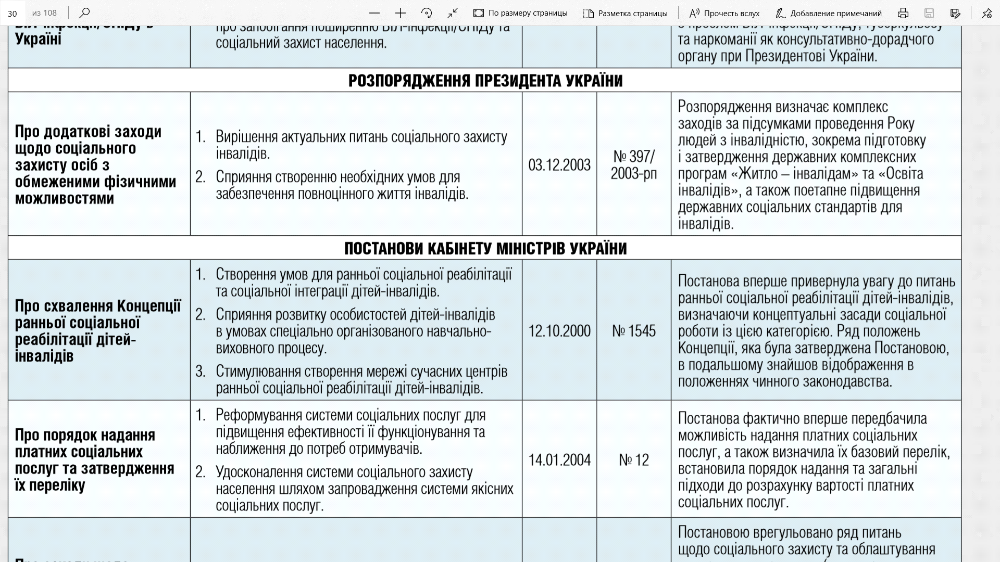 30 из 108 По размеру страницы Разметка страницы Прочесть вслух Добавление примечаний
Україні
про запобігання поширенню ВІЛ-інфекції/СНІДу та
соціальний захист населення.
та наркоманії як консультативно-дорадчого
органу при Президентові України.
РОЗПОРЯДЖЕННЯ ПРЕЗИДЕНТА УКРАЇНИ
Про додаткові заходи
щодо соціального
захисту осіб з
обмеженими фізичними
можливостями
1. Вирішення актуальних питань соціального захисту
інвалідів.
2. Сприяння створенню необхідних умов для
забезпечення повноцінного життя інвалідів.
03.12.2003
№ 397/
2003-рп
Розпорядження визначає комплекс
заходів за підсумками проведення Року
людей з інвалідністю, зокрема підготовку
і затвердження державних комплексних
програм «Житло – інвалідам» та «Освіта
інвалідів», а також поетапне підвищення
державних соціальних стандартів для
інвалідів.
ПОСТАНОВИ КАБІНЕТУ МІНІСТРІВ УКРАЇНИ
Про схвалення Концепції
ранньої соціальної
реабілітації дітей-
інвалідів
1. Створення умов для ранньої соціальної реабілітації
та соціальної інтеграції дітей-інвалідів.
2. Сприяння розвитку особистостей дітей-інвалідів
в умовах спеціально організованого навчально-
виховного процесу.
3. Стимулювання створення мережі сучасних центрів
ранньої соціальної реабілітації дітей-інвалідів.
12.10.2000
№ 1545
Постанова вперше привернула увагу до питань
ранньої соціальної реабілітації дітей-інвалідів,
визначаючи концептуальні засади соціальної
роботи із цією категорією. Ряд положень
Концепції, яка була затверджена Постановою,
в подальшому знайшов відображення в
положеннях чинного законодавства.
Про порядок надання
платних соціальних
послуг та затвердження
їх переліку
1. Реформування системи соціальних послуг для
підвищення ефективності її функціонування та
наближення до потреб отримувачів.
2. Удосконалення системи соціального захисту
населення шляхом запровадження системи якісних
соціальних послуг.
14.01.2004
№ 12
Постанова фактично вперше передбачила
можливість надання платних соціальних
послуг, а також визначила їх базовий перелік,
встановила порядок надання та загальні
підходи до розрахунку вартості платних
соціальних послуг.
Постановою врегульовано ряд питань
щодо соціального захисту та облаштування